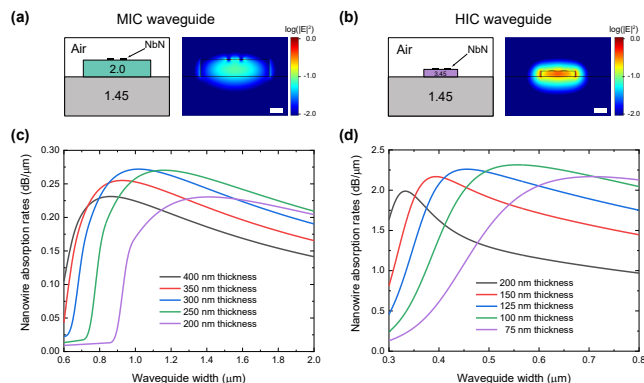 MIC waveguide
HIC waveguide
(a)
Air
NbN
2.0
1.45
log(|E|²)
0.0
-1.0
-2.0
(b)
Air
NbN
3.45
1.45
log(|E|²)
0.0
-1.0
-2.0
(c)
Nanowire absorption rates (dB/μm)
0.30
0.25
0.20
0.15
0.10
0.05
0.00
400 nm thickness
350 nm thickness
300 nm thickness
250 nm thickness
200 nm thickness
0.6 0.8 1.0 1.2 1.4 1.6 1.8 2.0
Waveguide width (μm)
(d)
Nanowire absorption rates (dB/μm)
2.5
2.0
1.5
1.0
0.5
0.0
200 nm thickness
150 nm thickness
125 nm thickness
100 nm thickness
75 nm thickness
0.3 0.4 0.5 0.6 0.7 0.8
Waveguide width (μm)